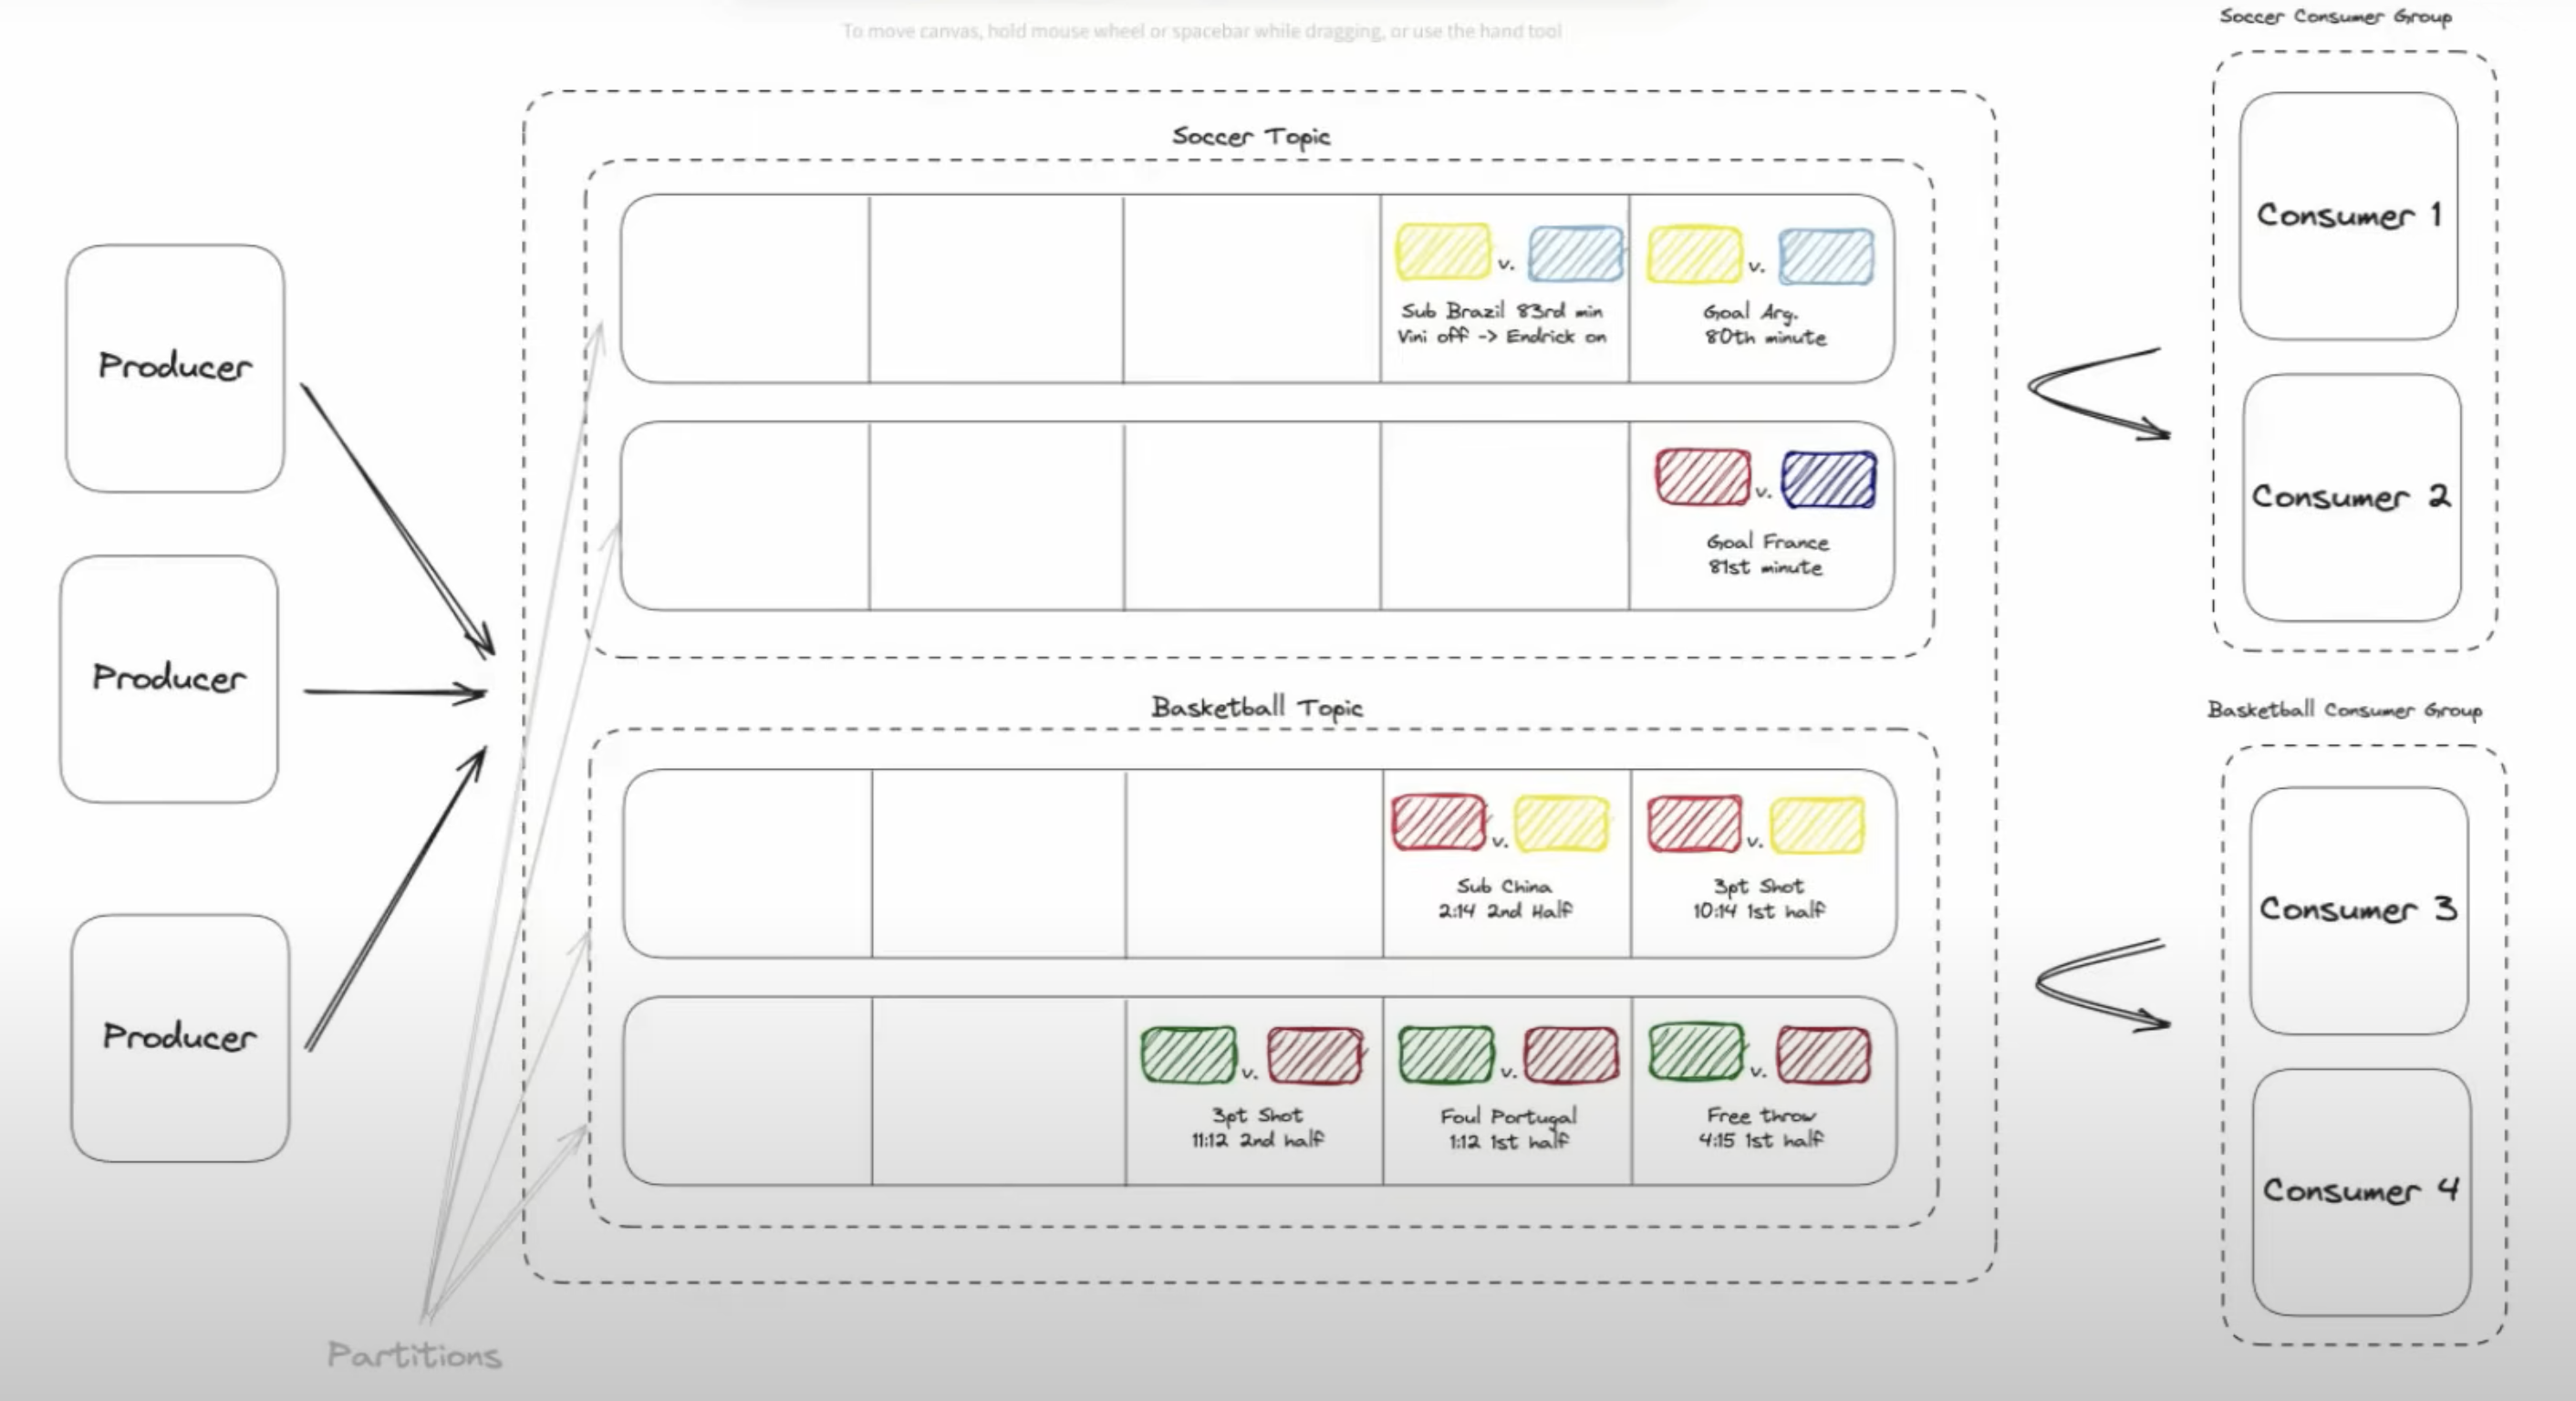 To move canvas, hold mouse wheel or spacebar while dragging, or use the hand tool
Soccer Consumer Group
Soccer Topic
v.
v.
Sub Brazil 83rd min
Vini off -> Endrick on
Goal Arg.
80th minute
v.
Goal France
81st minute
Producer
Producer
Producer
Consumer 1
Consumer 2
Basketball Topic
Basketball Consumer Group
v.
v.
Sub China
2:14 2nd Half
3pt Shot
10:14 1st half
v.
v.
v.
3pt Shot
11:12 2nd half
Foul Portugal
1:12 1st half
Free throw
4:15 1st half
Consumer 3
Consumer 4
Partitions